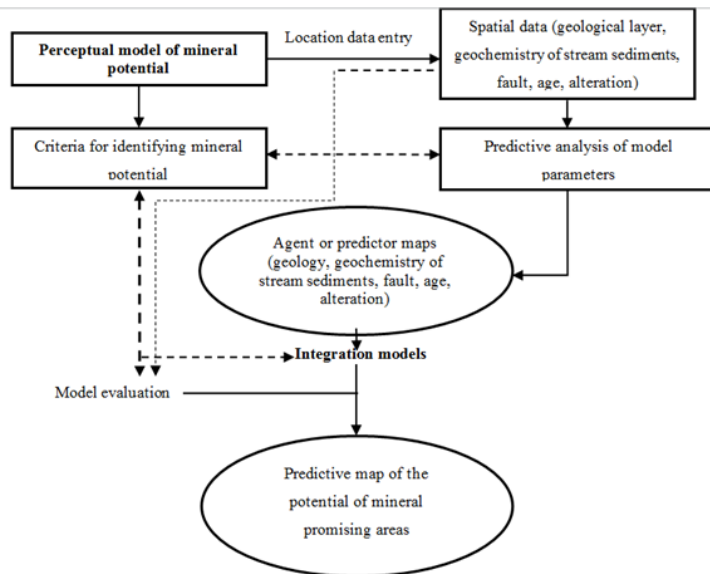 Perceptual model of mineral
potential
Location data entry
Spatial data (geological layer,
geochemistry of stream sediments,
fault, age, alteration)
Criteria for identifying mineral
potential
Predictive analysis of model
parameters
Agent or predictor maps
(geology, geochemistry of
stream sediments, fault, age,
alteration)
Integration models
Model evaluation
Predictive map of the
potential of mineral
promising areas